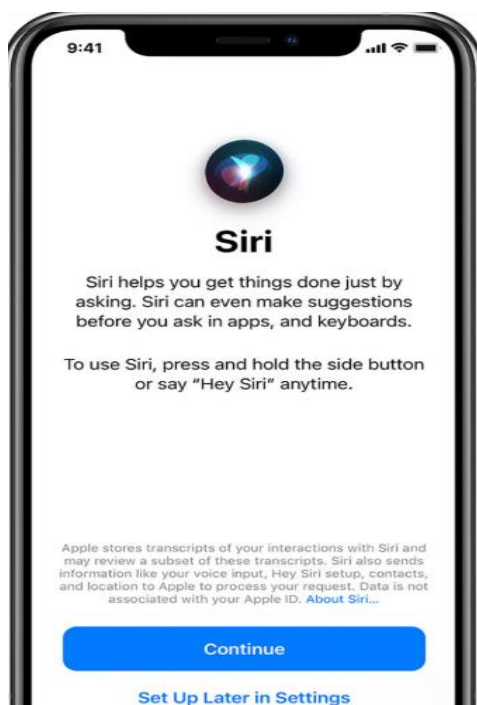 9:41
Siri
Siri helps you get things done just by
asking. Siri can even make suggestions
before you ask in apps, and keyboards.
To use Siri, press and hold the side button
or say “Hey Siri” anytime.
Apple stores transcripts of your interactions with Siri and
may review a subset of these transcripts. Siri also sends
information like your voice input, Hey Siri setup, contacts,
and location to Apple to process your request. Data is not
associated with your Apple ID. About Siri...
Continue
Set Up Later in Settings